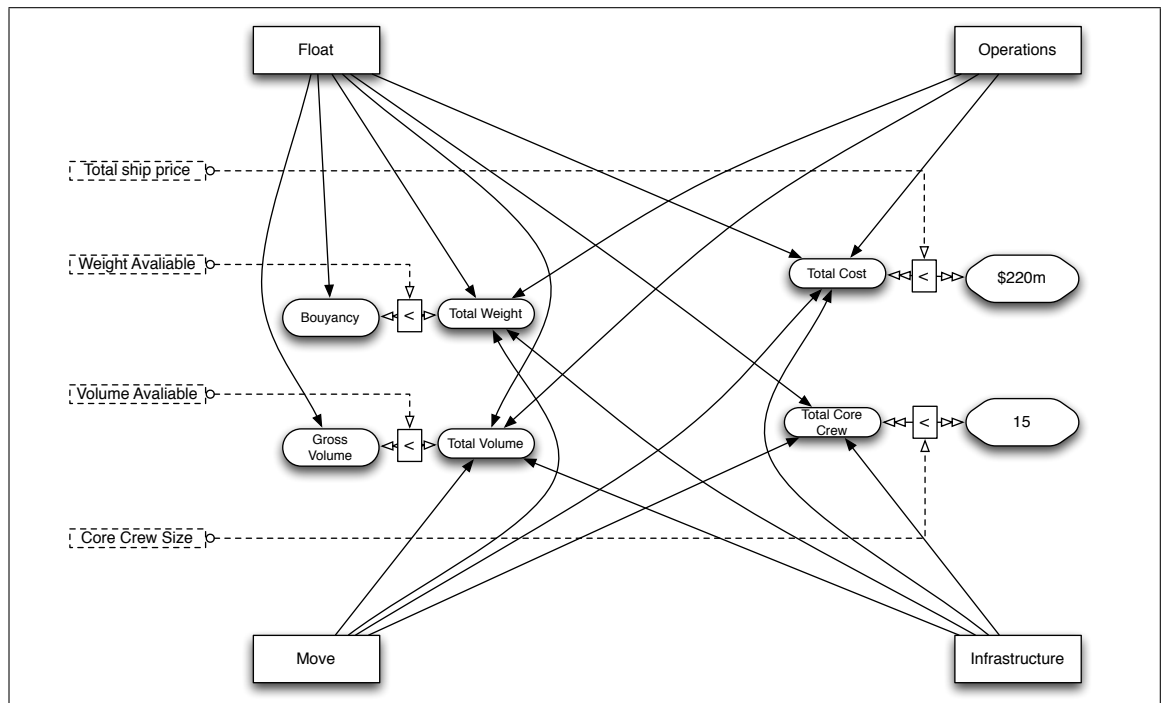 Float
Operations
Total ship price
Weight Avaliable
Total Cost
<
$220m
Bouyancy
<
Total Weight
Volume Avaliable
Total Core
Crew
<
15
Gross
Volume
<
Total Volume
Core Crew Size
Move
Infrastructure